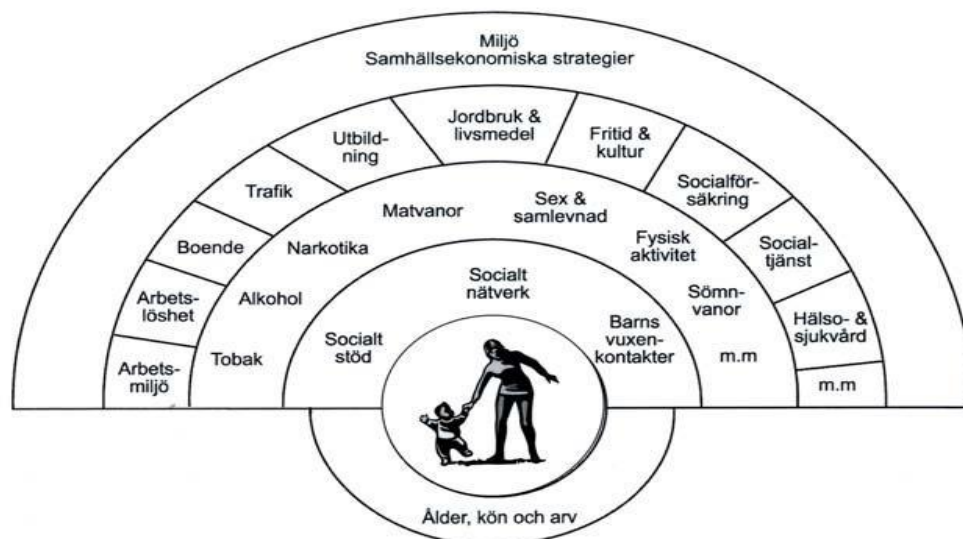 Miljö
Samhällsekonomiska strategier
Jordbruk &
livsmedel
Utbild-
ning
Fritid &
kultur
Trafik
Socialför-
säkring
Boende
Social-
tjänst
Arbets-
löshet
Hälso- &
sjukvård
Arbets-
miljö
m.m
Matvanor
Sex &
samlevnad
Narkotika
Fysisk
aktivitet
Alkohol
Sömn-
vanor
Tobak
m.m
Socialt
nätverk
Socialt
stöd
Barns
vuxen-
kontakter
Ålder, kön och arv